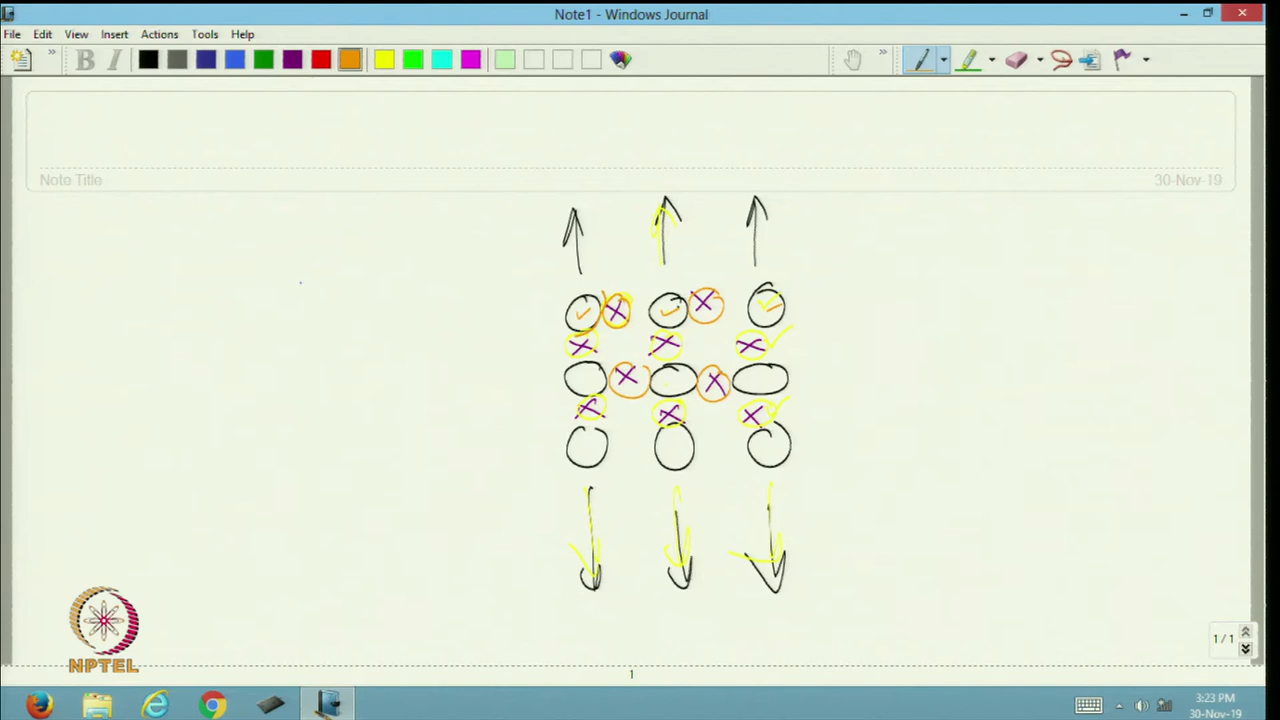 Note1 - Windows Journal
File Edit View Insert Actions Tools Help
B I
Note Title
30-Nov-19
NPTEL
1 / 1
1
3:23 PM
30-Nov-19